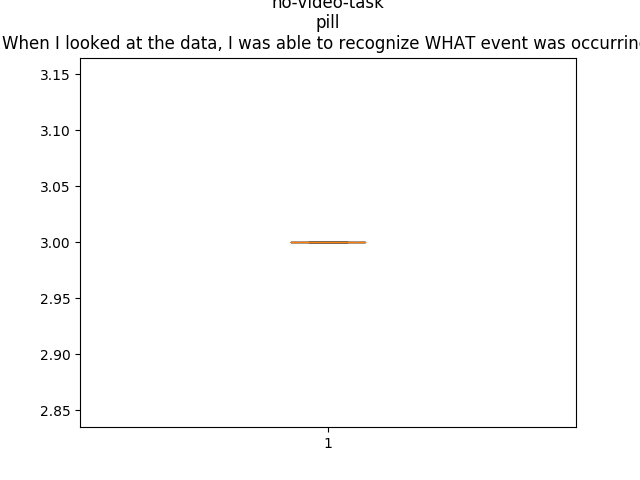 no-video-task
pill
When I looked at the data, I was able to recognize WHAT event was occurrin
3.15
3.10
3.05
3.00
2.95
2.90
2.85
1